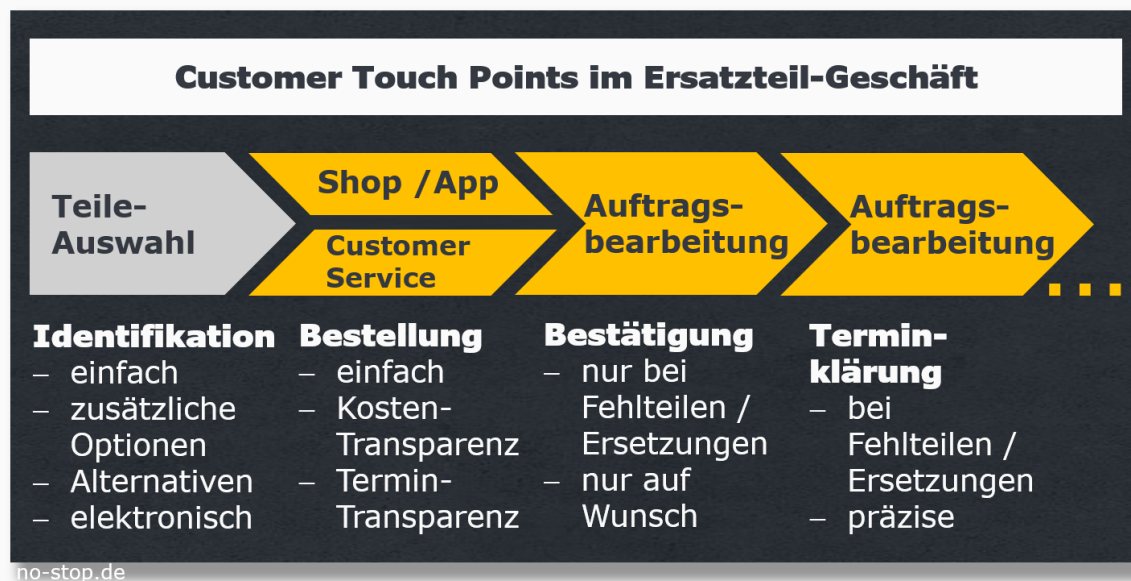 Customer Touch Points im Ersatzteil-Geschäft
Teile-
Auswahl
Shop / App
Customer
Service
Auftrags-
bearbeitung
Auftrags-
bearbeitung
Identifikation
– einfach
– zusätzliche
Optionen
– Alternativen
– elektronisch
Bestellung
– einfach
– Kosten-
Transparenz
– Termin-
Transparenz
Bestätigung
– nur bei
Fehlteilen /
Ersetzungen
– nur auf
Wunsch
Termin-
klärung
– bei
Fehlteilen /
Ersetzungen
– präzise
no-stop.de